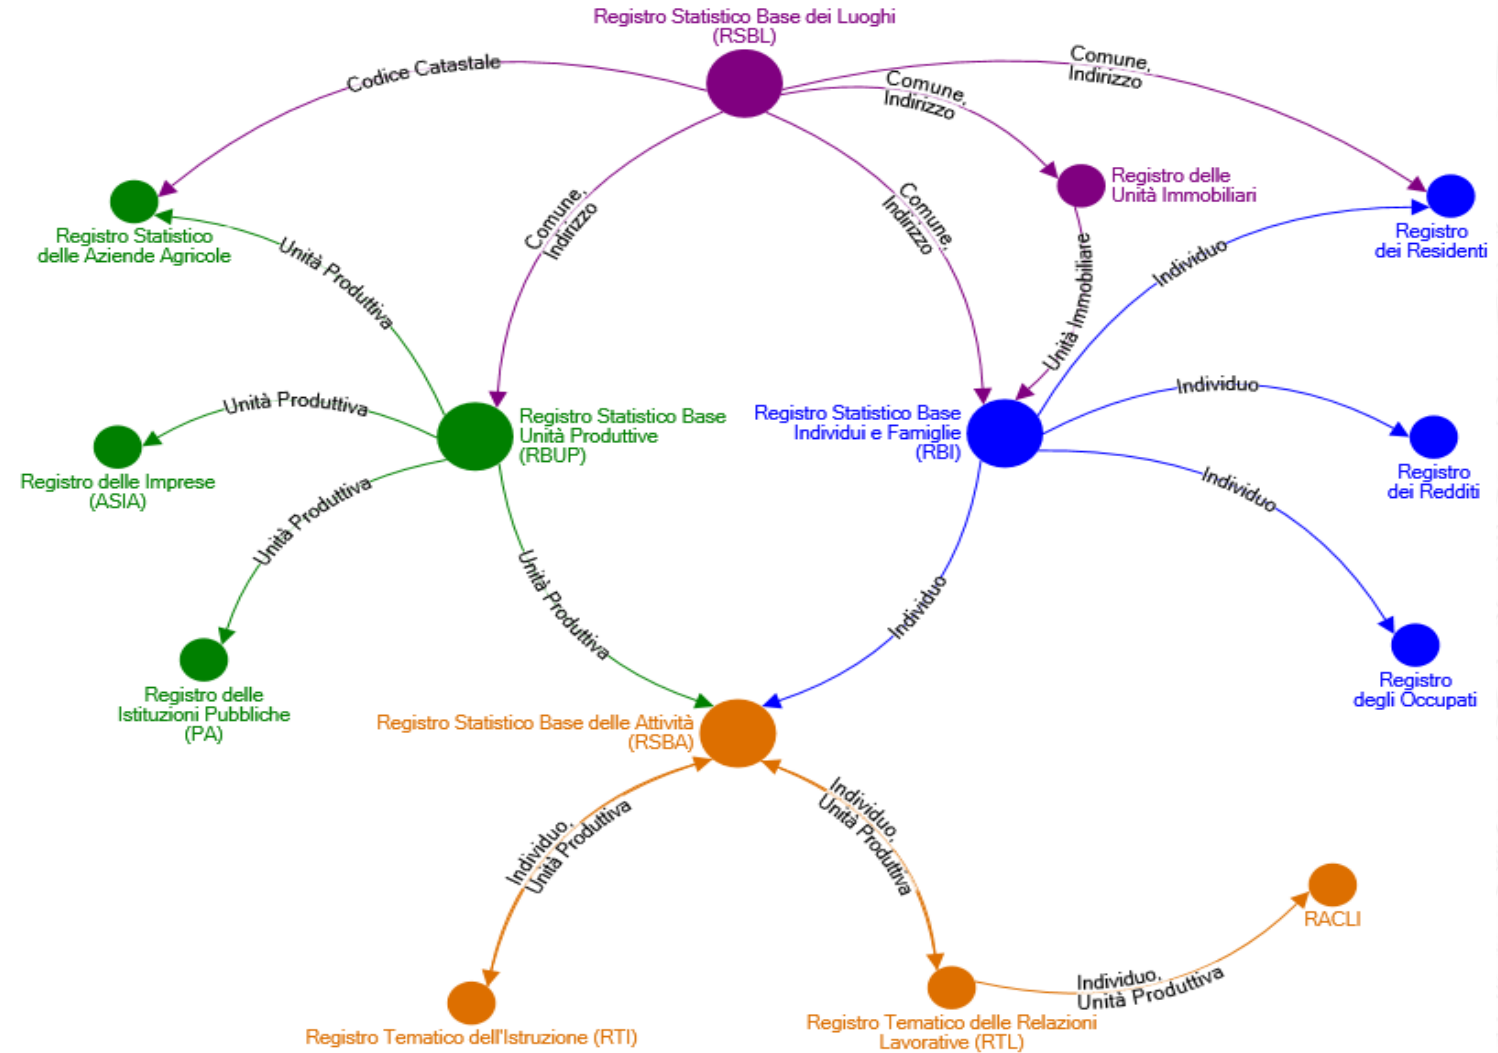 Registro Statistico Base dei Luoghi
(RSBL)
Codice Catastale
Comune,
Indirizzo
Comune,
Indirizzo
Comune,
Indirizzo
Comune,
Indirizzo
Registro delle
Unità Immobiliari
Registro
dei Residenti
Registro Statistico
delle Aziende Agricole
Unità Produttiva
Unità Immobiliare
Individuo
Unità Produttiva
Registro Statistico Base
Unità Produttive
(RBUP)
Registro Statistico Base
Individui e Famiglie
(RBI)
Individuo
Registro delle Imprese
(ASIA)
Registro
dei Redditi
Unità Produttiva
Individuo
Unità Produttiva
Individuo
Registro delle
Istituzioni Pubbliche
(PA)
Registro
degli Occupati
Registro Statistico Base delle Attività
(RSBA)
Individuo,
Unità Produttiva
Individuo,
Unità Produttiva
RACLI
Individuo,
Unità Produttiva
Registro Tematico dell'Istruzione (RTI)
Registro Tematico delle Relazioni
Lavorative (RTL)